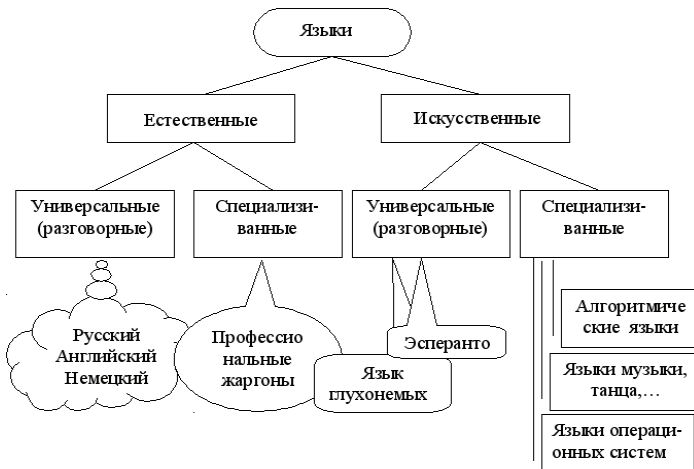 Языки
Естественные
Искусственные
Универсальные
(разговорные)
Специализи-
ванные
Универсальные
(разговорные)
Специализи-
ванные
Русский
Английский
Немецкий
Профессио
нальные
жаргоны
Эсперанто
Язык
глухонемых
Алгоритмиче
ские языки
Языки музыки,
танца,...
Языки операци-
онных систем